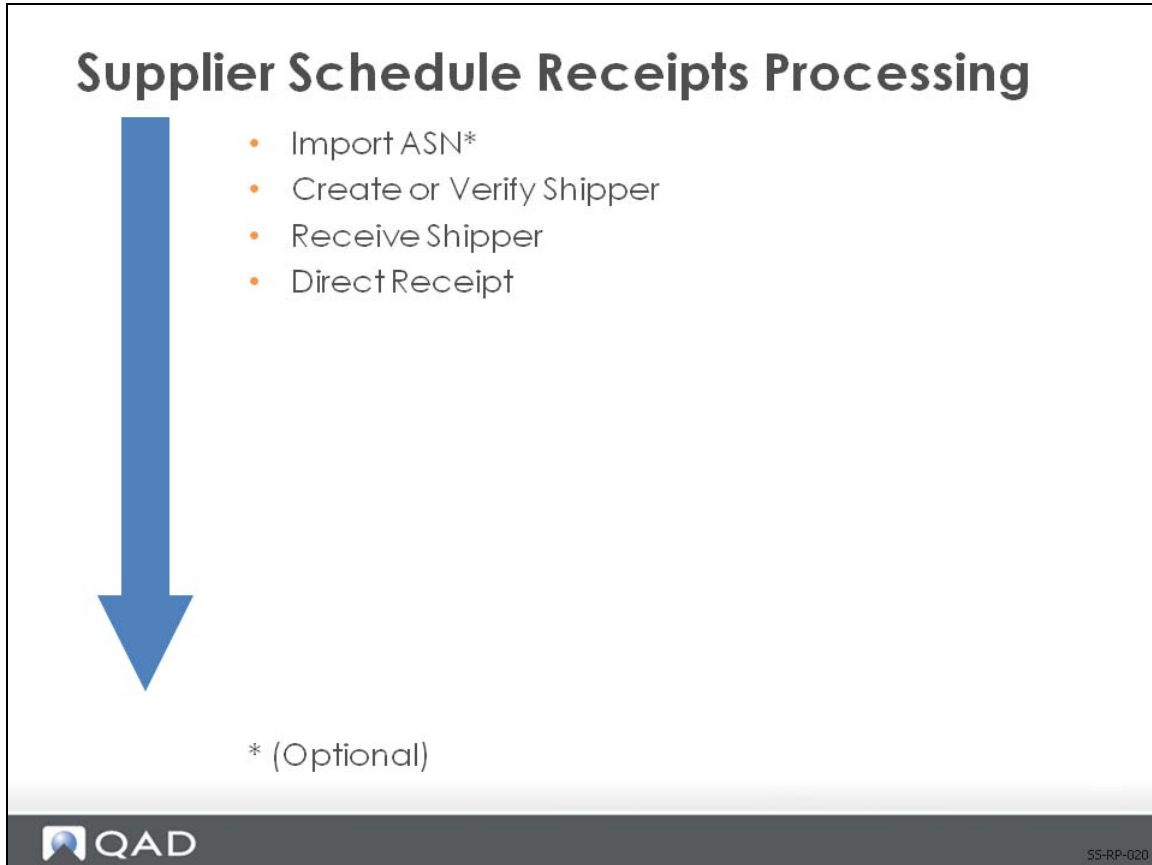 Supplier Schedule Receipts Processing
• Import ASN*
• Create or Verify Shipper
• Receive Shipper
• Direct Receipt
* (Optional)
QAD
SS-RP-020